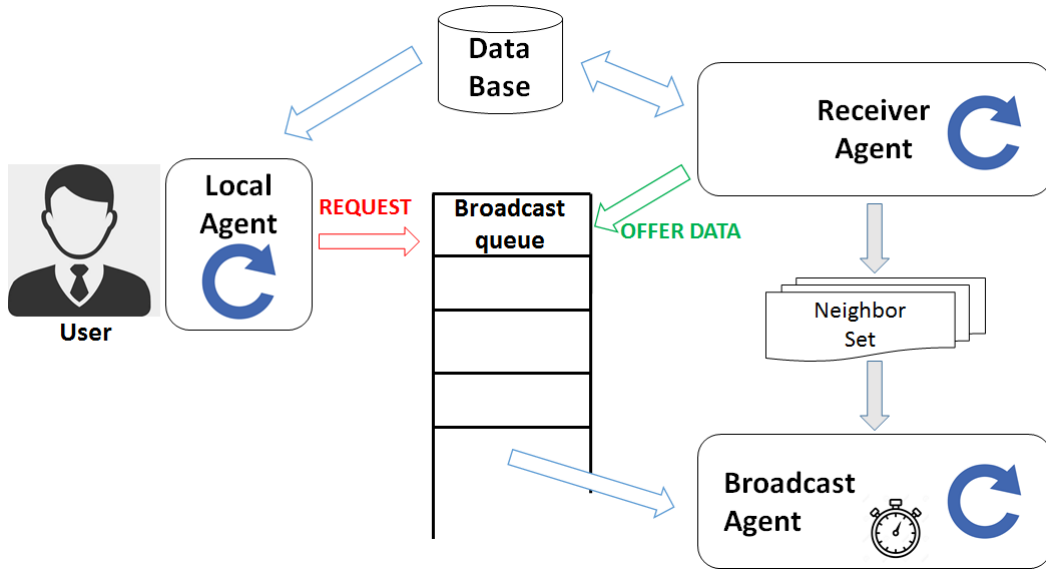 Data
Base
Receiver
Agent
Local
Agent
REQUEST
Broadcast
queue
OFFER DATA
User
Neighbor
Set
Broadcast
Agent